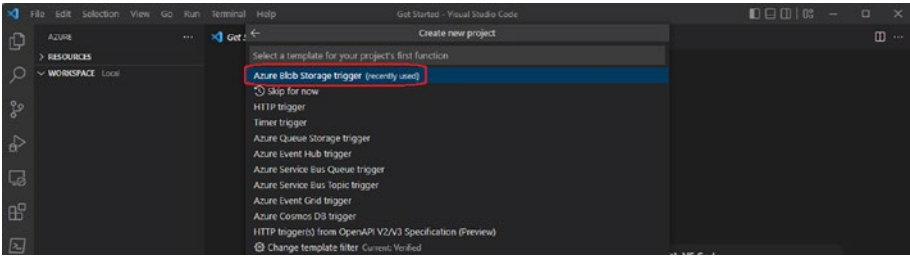 File Edit Selection View Go Run Terminal Help Get Started - Visual Studio Code
AZURE
Get
Create new project
RESOURCES
Select a template for your project's first function
WORKSPACE Local
Azure Blob Storage trigger (recently used)
Skip for now
HTTP trigger
Timer trigger
Azure Queue Storage trigger
Azure Event Hub trigger
Azure Service Bus Queue trigger
Azure Service Bus Topic trigger
Azure Event Grid trigger
Azure Cosmos DB trigger
HTTP trigger(s) from OpenAPI V2/V3 Specification (Preview)
Change template filter Current: Verified